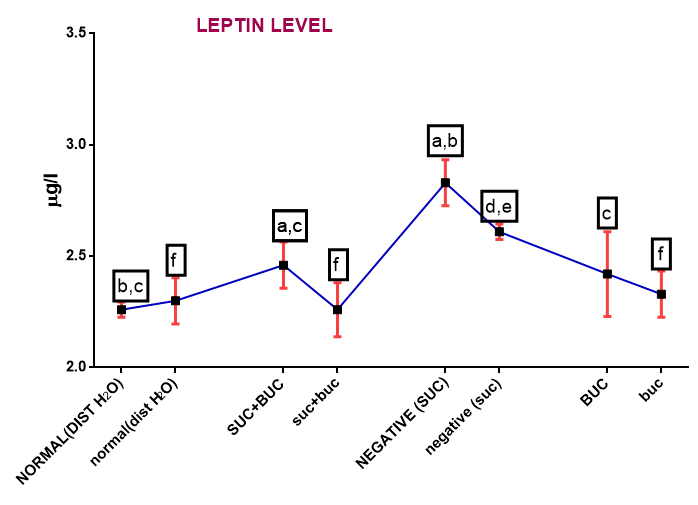 LEPTIN LEVEL
µg/l
3.5
3.0
2.5
2.0
b,c
f
a,c
f
a,b
d,e
c
f
NORMAL(DIST H2O)
normal(dist H2O)
SUC+BUC
suc+buc
NEGATIVE (SUC)
negative (suc)
BUC
buc